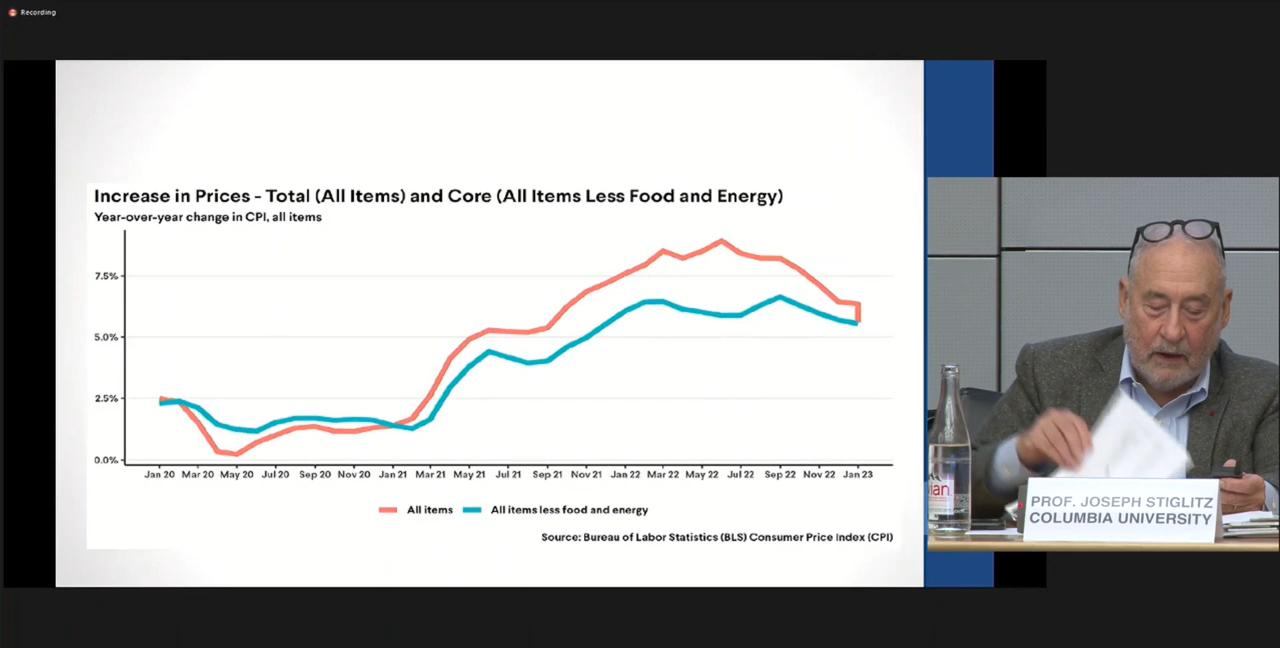 Recording
Increase in Prices - Total (All Items) and Core (All Items Less Food and Energy)
Year-over-year change in CPI, all items
7.5%
5.0%
2.5%
0.0%
Jan 20 Mar 20 May 20 Jul 20 Sep 20 Nov 20 Jan 21 Mar 21 May 21 Jul 21 Sep 21 Nov 21 Jan 22 Mar 22 May 22 Jul 22 Sep 22 Nov 22 Jan 23
All items All items less food and energy
Source: Bureau of Labor Statistics (BLS) Consumer Price Index (CPI)
ian
PROF. JOSEPH STIGLITZ
COLUMBIA UNIVERSITY